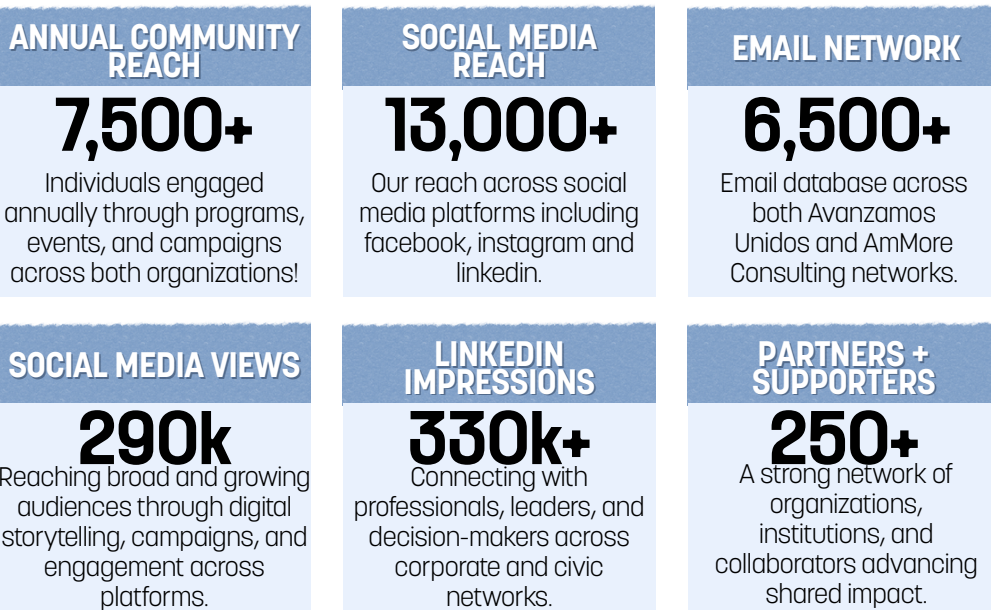 ANNUAL COMMUNITY
REACH
7,500+
Individuals engaged
annually through programs,
events, and campaigns
across both organizations!
SOCIAL MEDIA
REACH
13,000+
Our reach across social
media platforms including
facebook, instagram and
linkedin.
EMAIL NETWORK
6,500+
Email database across
both Avanzamos
Unidos and AmMore
Consulting networks.
SOCIAL MEDIA VIEWS
290k
Reaching broad and growing
audiences through digital
storytelling, campaigns, and
engagement across
platforms.
LINKEDIN
IMPRESSIONS
330k+
Connecting with
professionals, leaders, and
decision-makers across
corporate and civic
networks.
PARTNERS +
SUPPORTERS
250+
A strong network of
organizations,
institutions, and
collaborators advancing
shared impact.